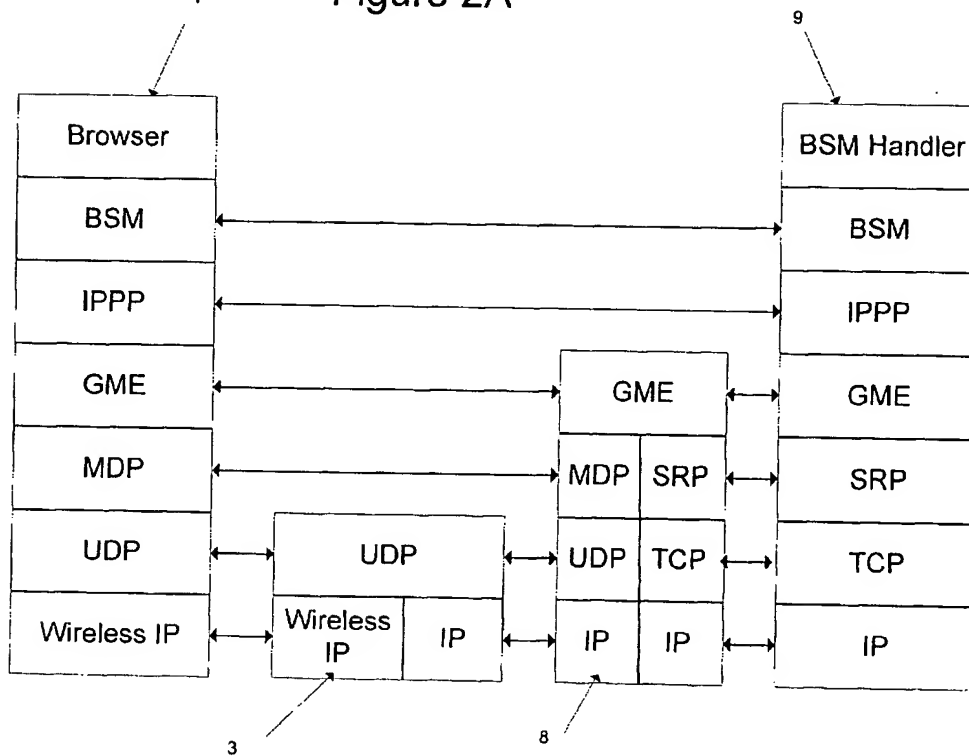 Figure 2A
9
Browser
BSM Handler
BSM
BSM
IPPP
IPPP
GME
GME
GME
MDP
MDP
SRP
SRP
UDP
UDP
UDP
TCP
TCP
Wireless IP
Wireless
IP
IP
IP
IP
IP
3
8